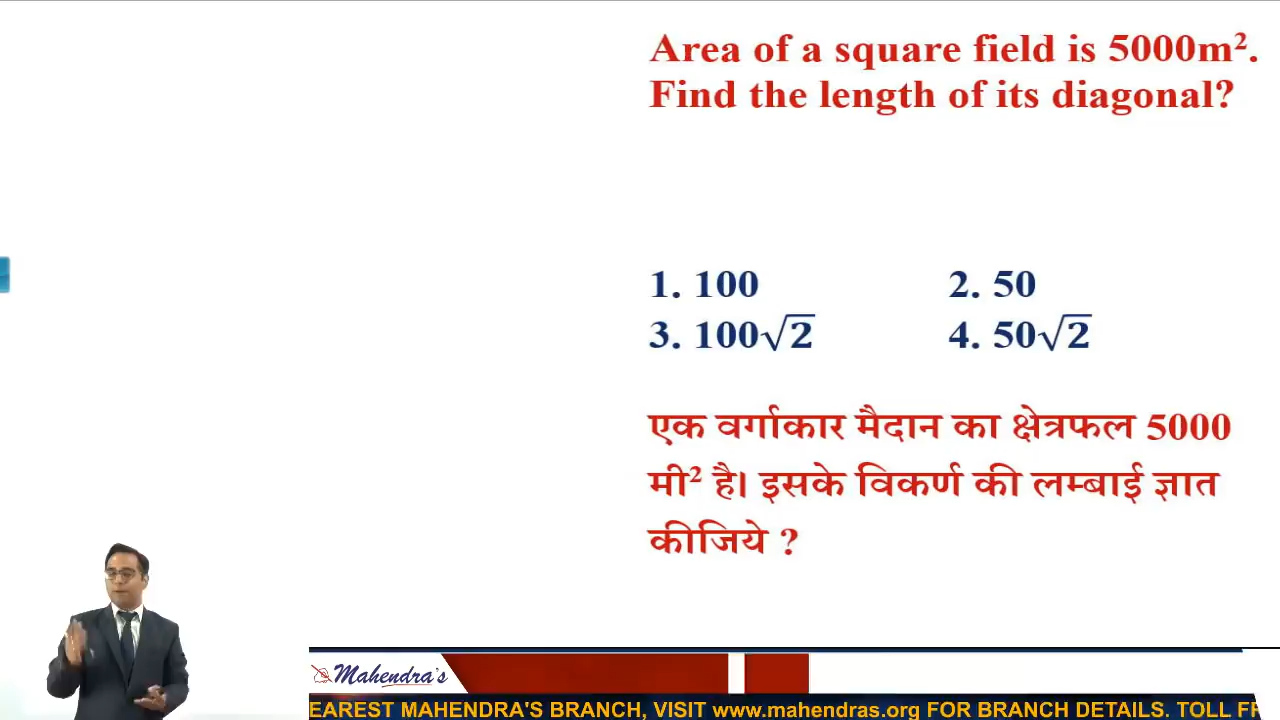 Area of a square field is 5000m².
Find the length of its diagonal?
1. 100 2. 50
3. 100√2 4. 50√2
एक वर्गाकार मैदान का क्षेत्रफल 5000
मी² है। इसके विकर्ण की लम्बाई ज्ञात
कीजिये ?
Mahendra's
EAREST MAHENDRA'S BRANCH, VISIT www.mahendras.org FOR BRANCH DETAILS. TOLL FR